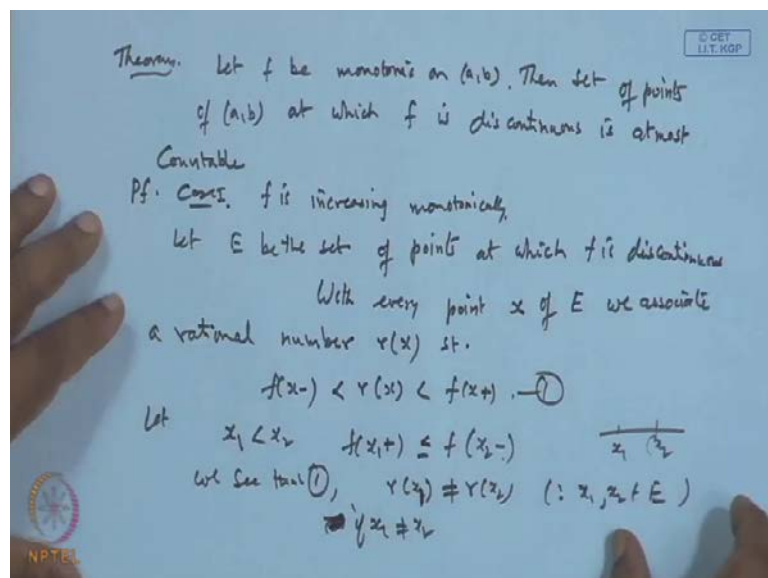 © CET
I.I.T. KGP
Theorem. Let f be monotonic on (a,b). Then set of points
of (a,b) at which f is discontinuous is atmost
Countable
Pf. Case I. f is increasing monotonically.
Let E be the set of points at which f is discontinuous
With every point x of E we associate
a rational number r(x) st.
f(x-) < r(x) < f(x+) — ①
Let x₁ < x₂ f(x₁+) ≤ f(x₂-)
x₁ x₂
we see from ①, r(x₁) ≠ r(x₂) (∵ x₁, x₂ ∈ E)
if x₁ ≠ x₂
NPTEL